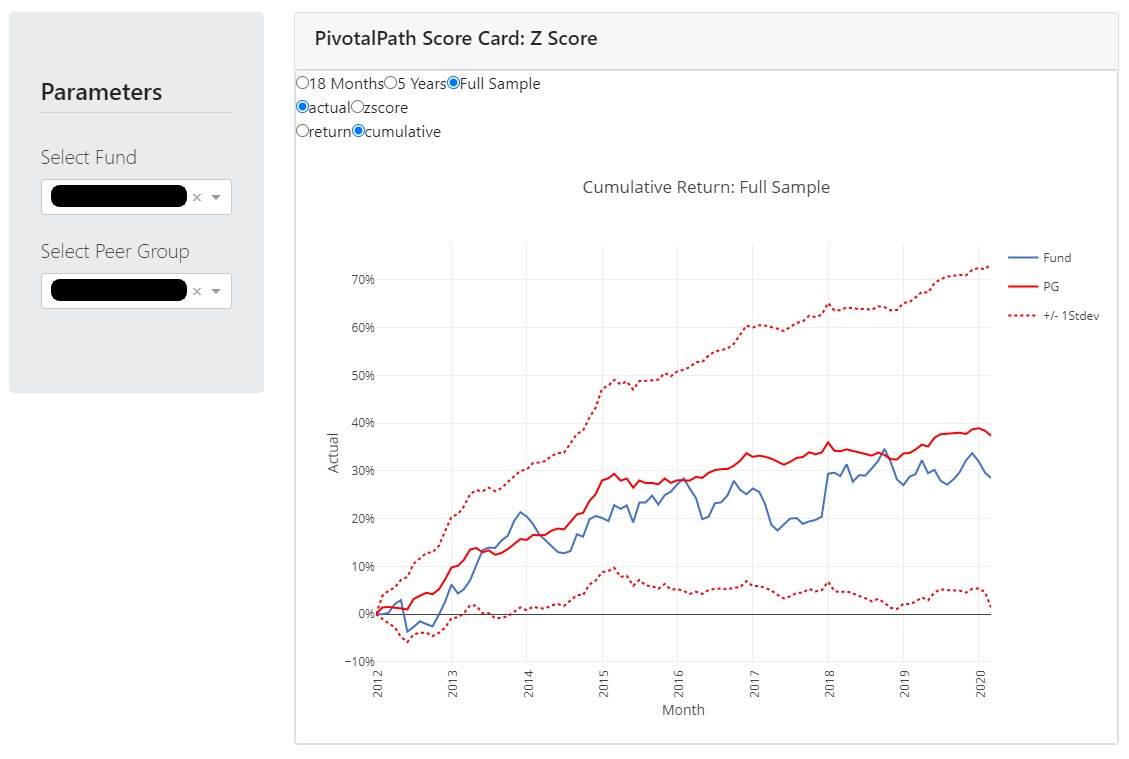 PivotalPath Score Card: Z Score
Parameters
Select Fund
×
Select Peer Group
×
18 Months 5 Years Full Sample
actual zscore
return cumulative
Cumulative Return: Full Sample
Fund
PG
+/- 1Stdev
70%
60%
50%
40%
30%
20%
10%
0%
−10%
Actual
2012
2013
2014
2015
2016
2017
2018
2019
2020
Month